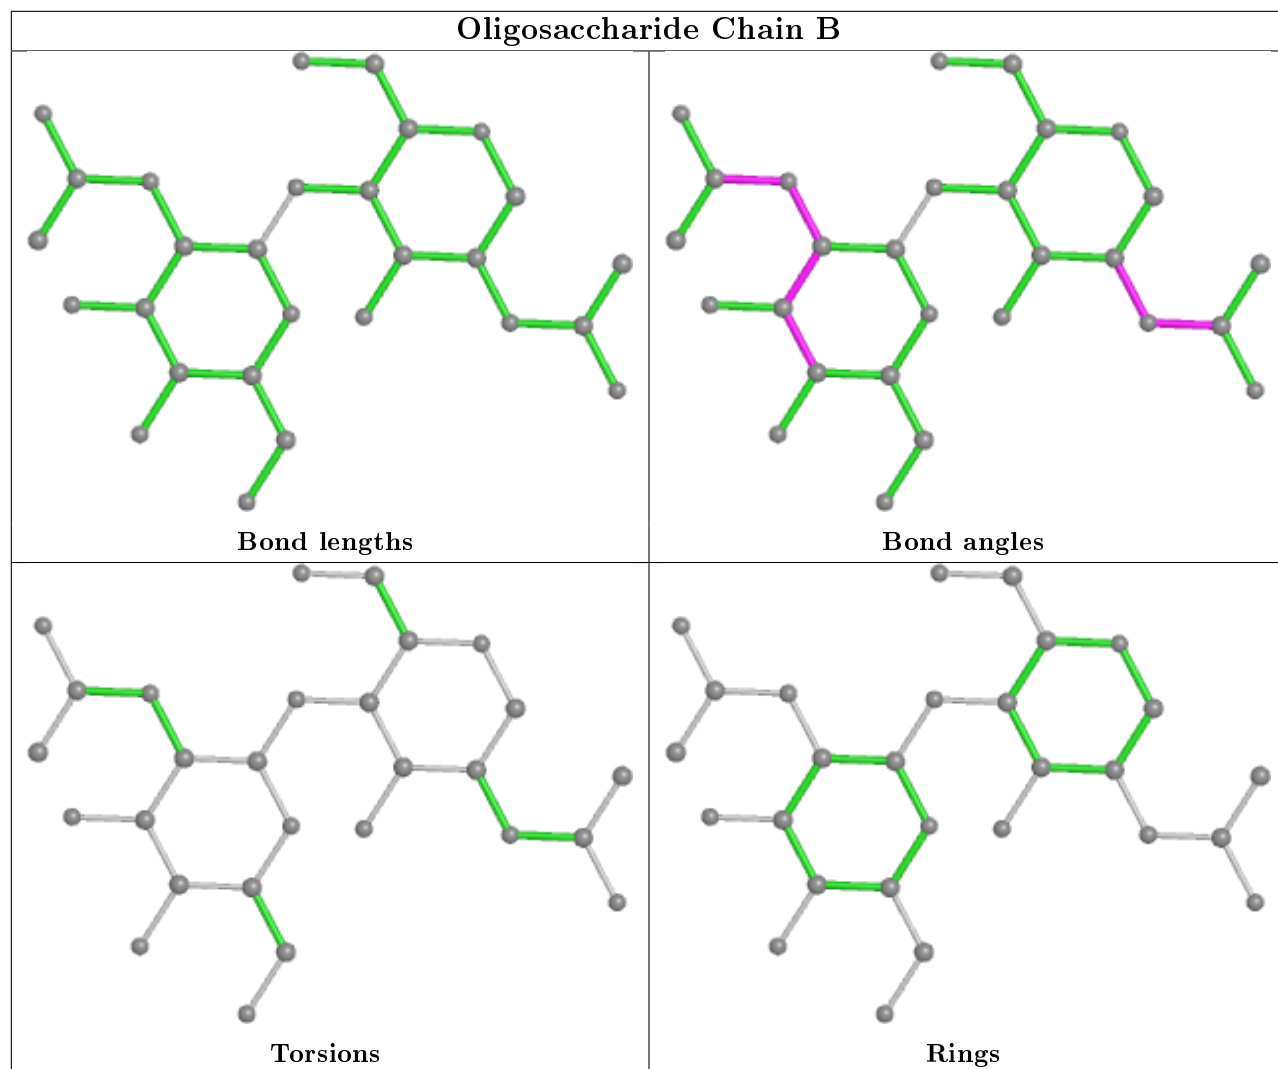 Oligosaccharide Chain B
Bond lengths
Bond angles
Torsions
Rings